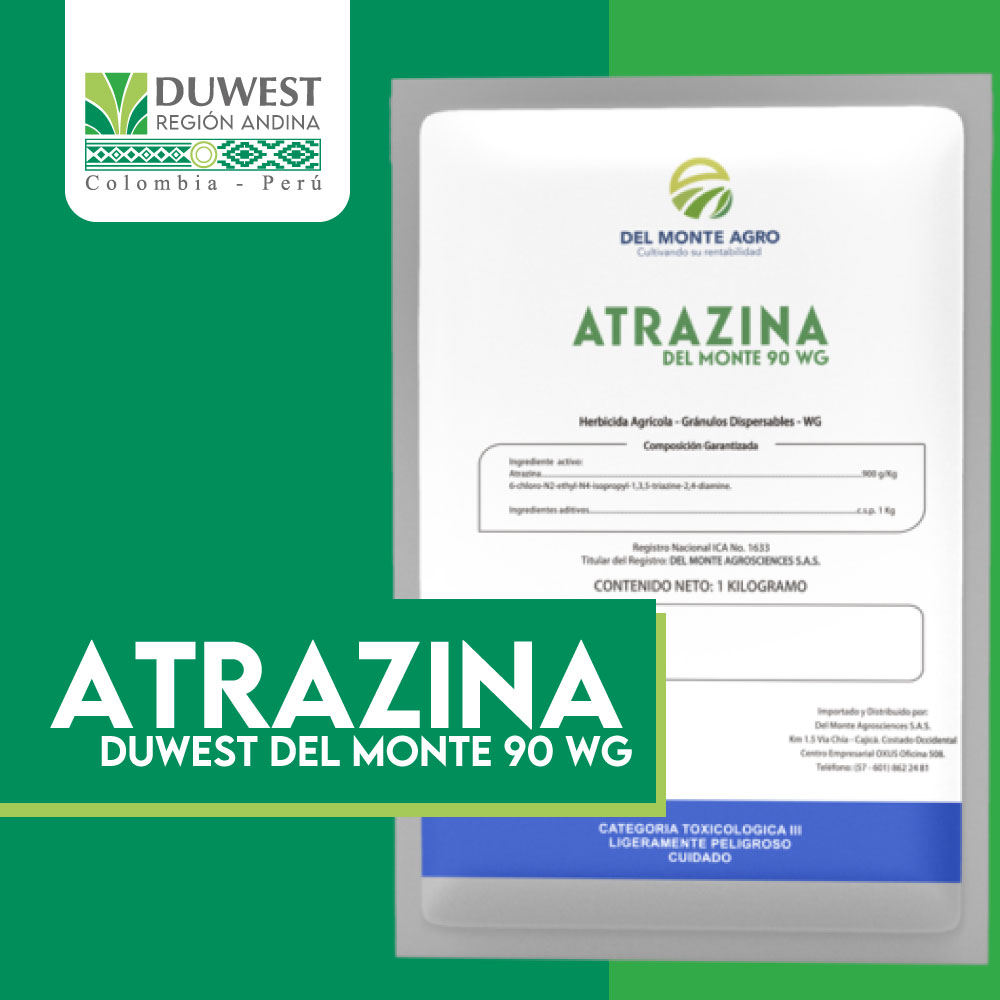 DUWEST
REGIÓN ANDINA
Colombia - Perú
DEL MONTE AGRO
Cultivando su rentabilidad
ATRAZINA
DEL MONTE 90 WG
Herbicida Agrícola - Gránulos Dispersables - WG
Composición Garantizada
Ingrediente activo:
Atrazina...900 g/Kg
6-chloro-N2-ethyl-N4-isopropyl-1,3,5-triazine-2,4-diamine.
Ingredientes aditivos...c.s.p. 1 Kg
Registro Nacional ICA No. 1633
Titular del Registro: DEL MONTE AGROSCIENCES S.A.S.
CONTENIDO NETO: 1 KILOGRAMO
ATRAZINA
DUWEST DEL MONTE 90 WG
Importado y Distribuido por:
Del Monte Agrosciences S.A.S.
Km 1.5 Vía Chía - Cajicá. Costado Occidental
Centro Empresarial OXUS Oficina 508.
Teléfono: (57 - 601) 862 24 81
CATEGORIA TOXICOLOGICA III
LIGERAMENTE PELIGROSO
CUIDADO